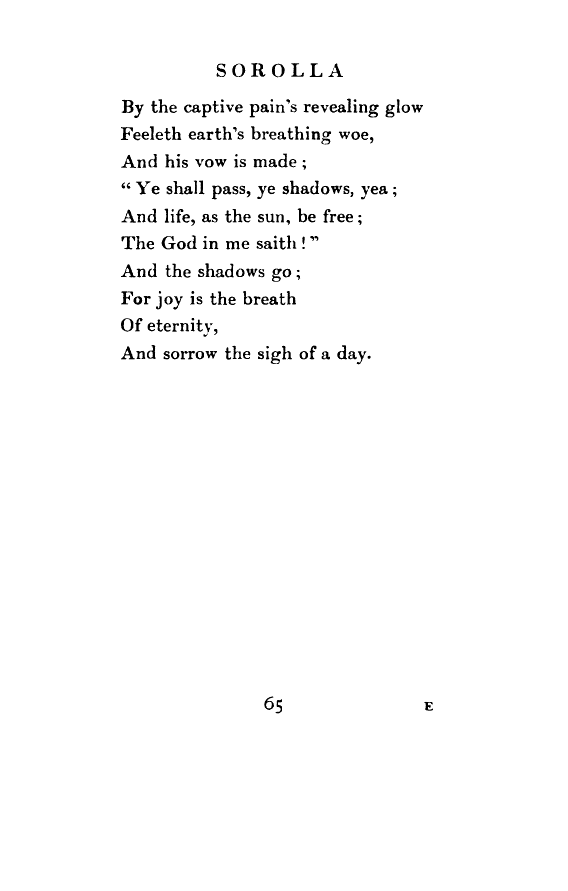 SOROLLA
By the captive pain's revealing glow
Feeleth earth's breathing woe,
And his vow is made ;
“ Ye shall pass, ye shadows, yea ;
And life, as the sun, be free ;
The God in me saith ! ”
And the shadows go ;
For joy is the breath
Of eternity,
And sorrow the sigh of a day.
65 E